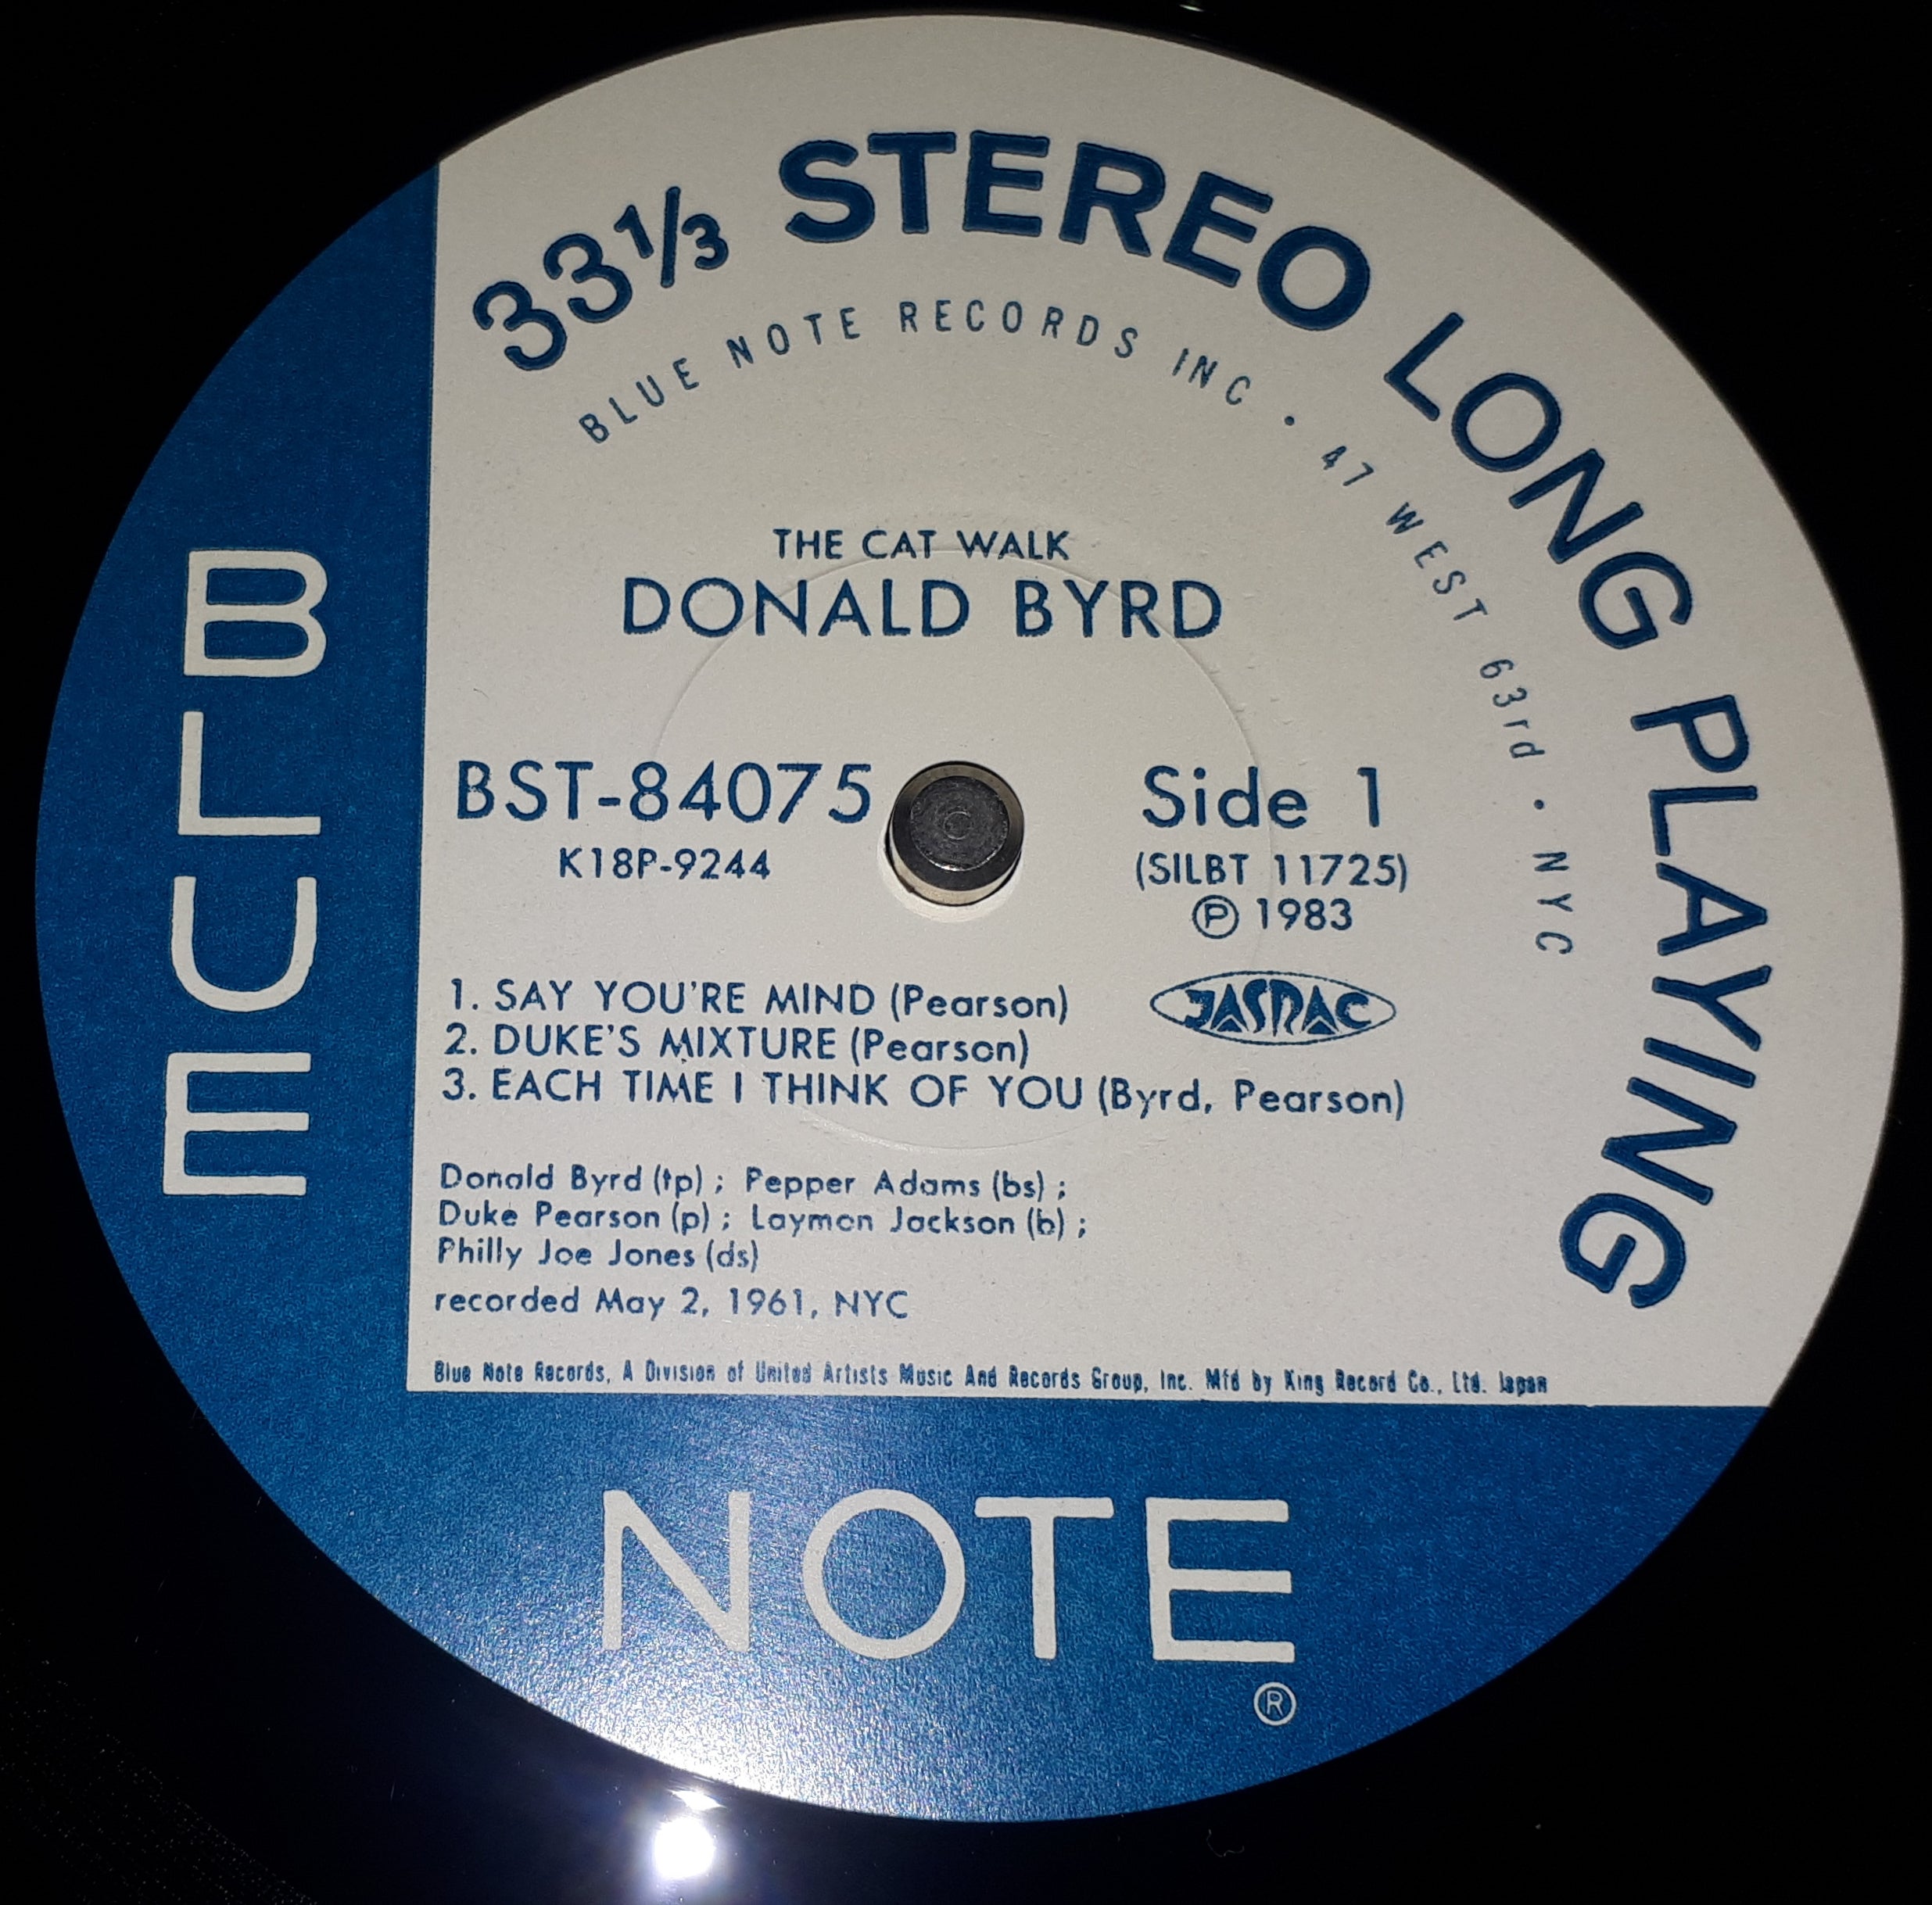 33⅓ STEREO LONG PLAYING
BLUE NOTE RECORDS INC · 47 WEST 63rd · NYC
THE CAT WALK
DONALD BYRD
BST-84075
K18P-9244
Side 1
(SILBT 11725)
Ⓟ 1983
1. SAY YOU'RE MIND (Pearson)
2. DUKE'S MIXTURE (Pearson)
3. EACH TIME I THINK OF YOU (Byrd, Pearson)
JASRAC
Donald Byrd (tp) ; Pepper Adams (bs) ;
Duke Pearson (p) ; Laymon Jackson (b) ;
Philly Joe Jones (ds)
recorded May 2, 1961, NYC
Blue Note Records, A Division of United Artists Music And Records Group, Inc. Mfd by King Record Co., Ltd. Japan
BLUE
NOTE
®